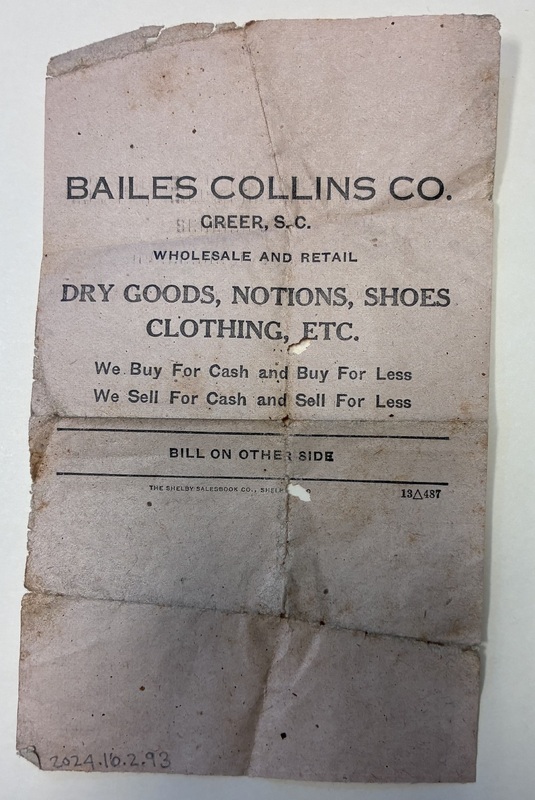 BAILES COLLINS CO.
GREER, S. C.
WHOLESALE AND RETAIL
DRY GOODS, NOTIONS, SHOES
CLOTHING, ETC.
We Buy For Cash and Buy For Less
We Sell For Cash and Sell For Less
BILL ON OTHER SIDE
THE SHELBY SALESBOOK CO., 
13△487
2024.10.2.93